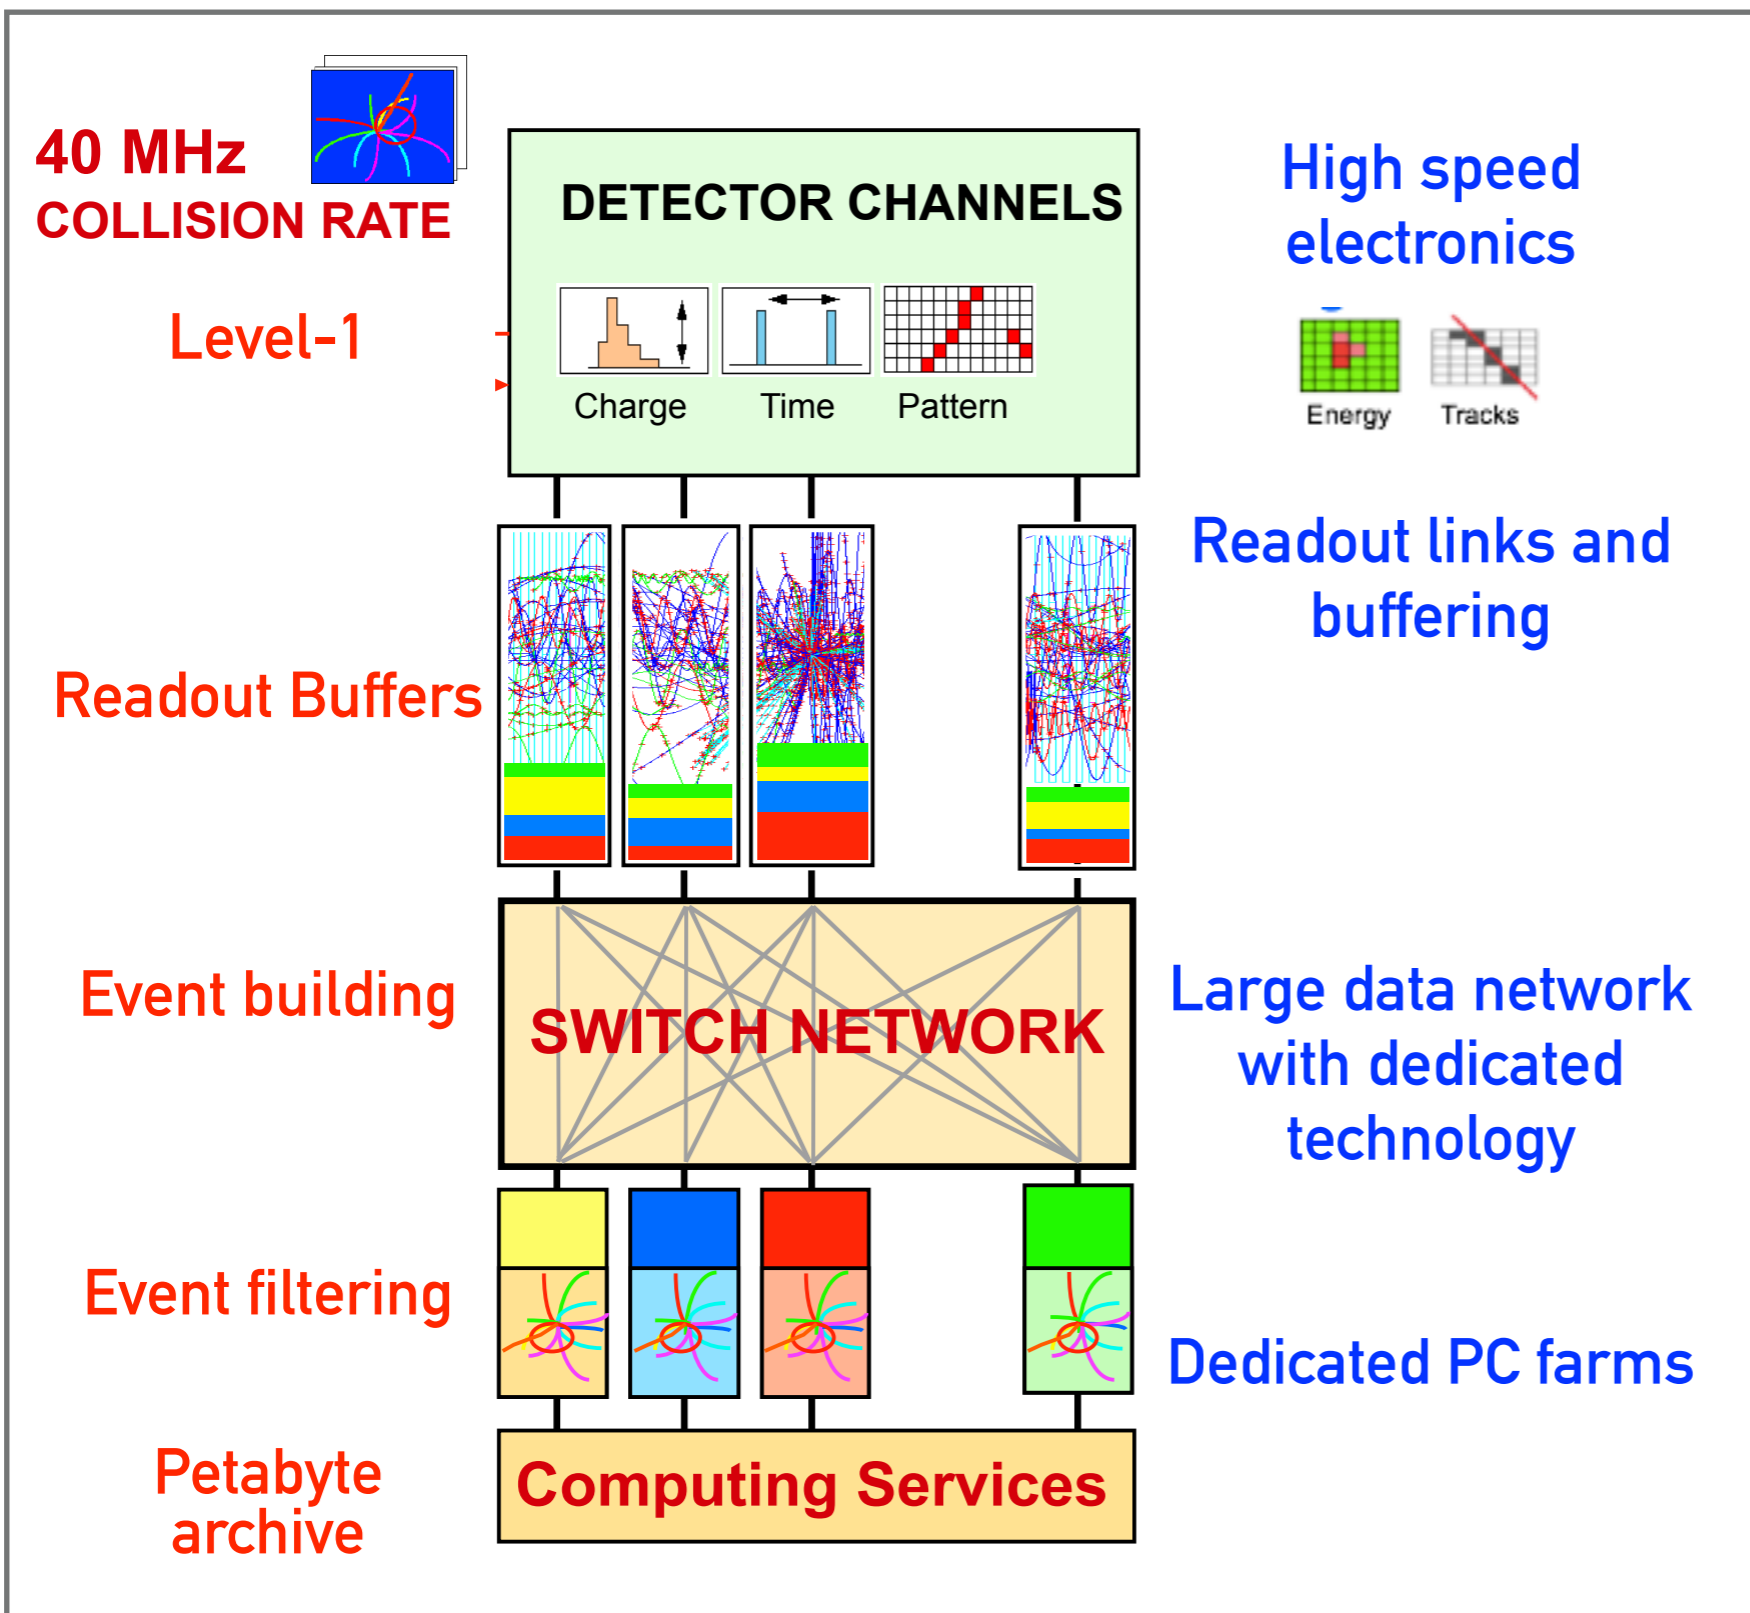 40 MHz
COLLISION RATE
DETECTOR CHANNELS
High speed
electronics
Level-1
Charge
Time
Pattern
Energy
Tracks
Readout links and
buffering
Readout Buffers
Event building
SWITCH NETWORK
Large data network
with dedicated
technology
Event filtering
Dedicated PC farms
Petabyte
archive
Computing Services